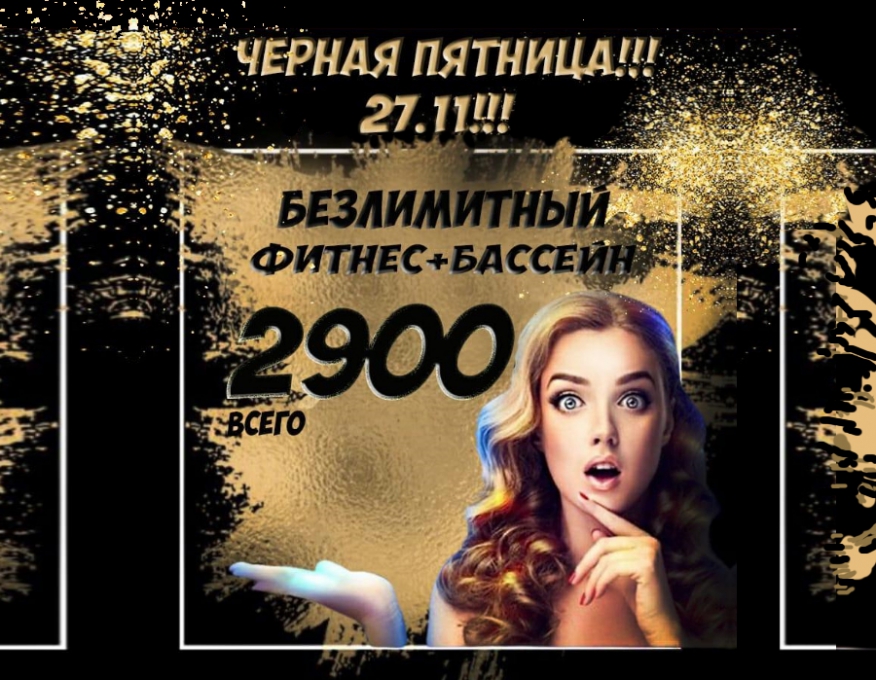 ЧЕРНАЯ ПЯТНИЦА!!!
27.11!!!
БЕЗЛИМИТНЫЙ
ФИТНЕС+БАССЕЙН
2900
ВСЕГО